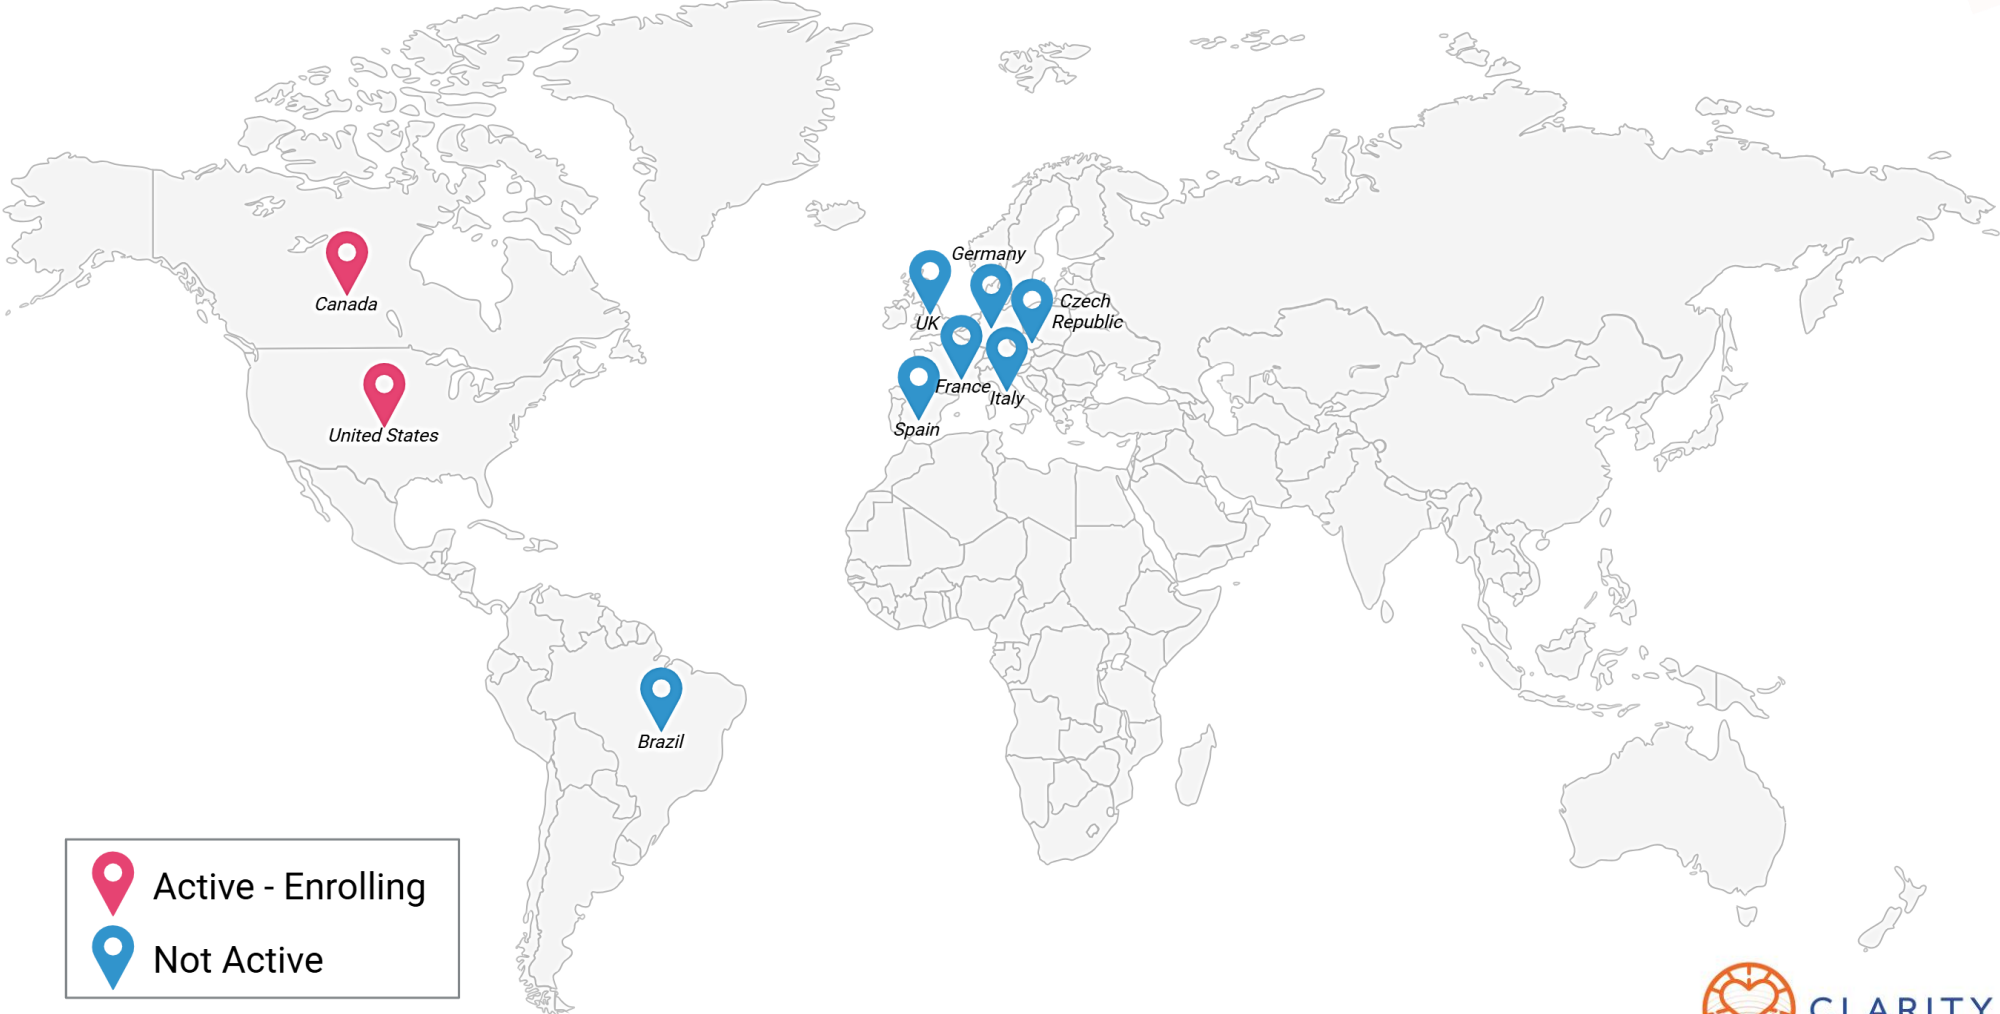 Germany
Canada
Czech
Republic
UK
France
Italy
United States
Spain
Brazil
Active - Enrolling
Not Active
CLARITY